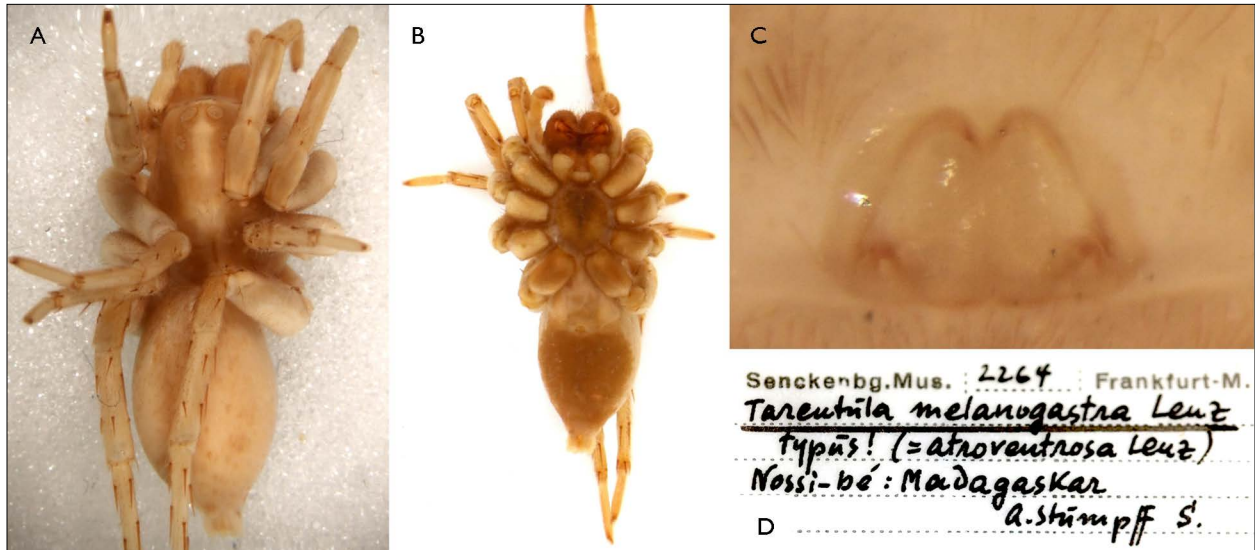 A
B
C
Senckenbg.Mus. 2264 Frankfurt-M.
Tarentula melanogastra Lenz
typus! (=atroventrosa Lenz)
Nossi-bé: Madagaskar
A. Stumpff S.
D